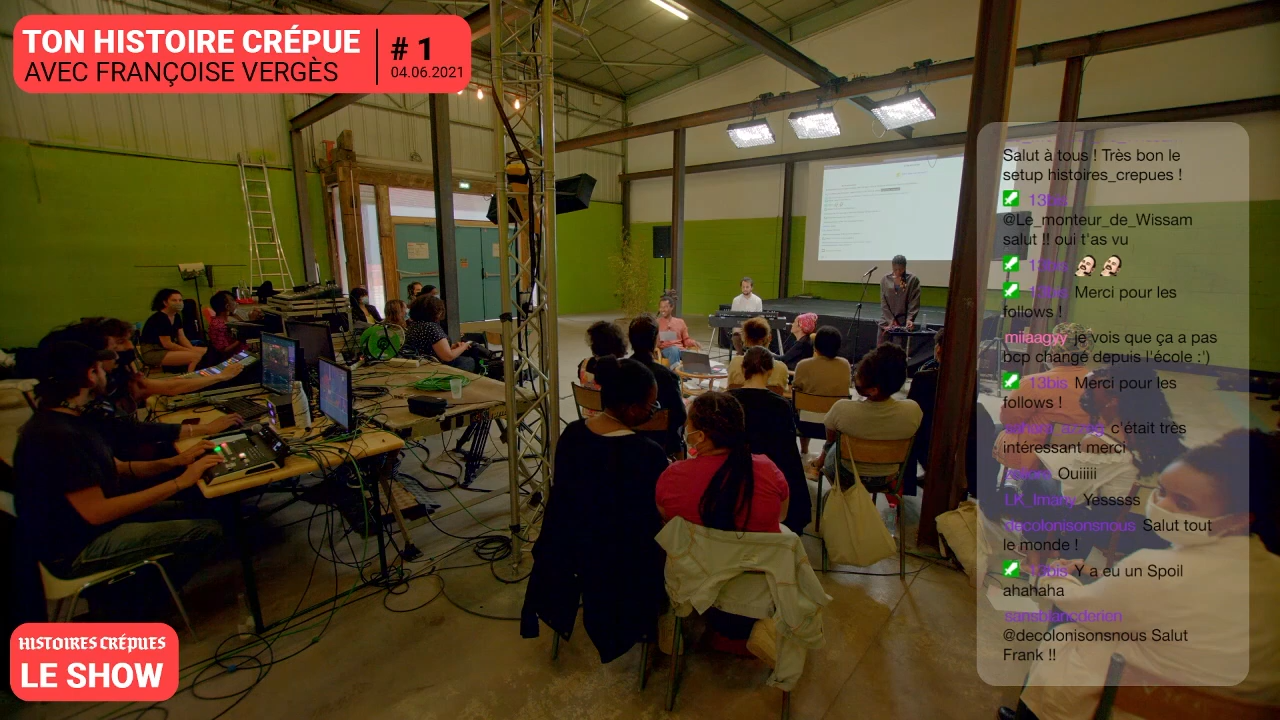 TON HISTOIRE CRÉPUE
AVEC FRANÇOISE VERGÈS
# 1
04.06.2021
Salut à tous ! Très bon le
setup histoires_crepues !
13bis
@Le_monteur_de_Wissam
salut !! oui t'as vu
13bis
13bis Merci pour les
follows !
miiaagyy je vois que ça a pas
bcp changé depuis l'école :')
13bis Merci pour les
follows !
c'était très
intéressant merci
Ouiiiii
LK_Imany Yesssss
decolonisonsnous Salut tout
le monde !
13bis Y a eu un Spoil
ahahaha
sansblancderien
@decolonisonsnous Salut
Frank !!
HISTOIRES CRÉPUES
LE SHOW